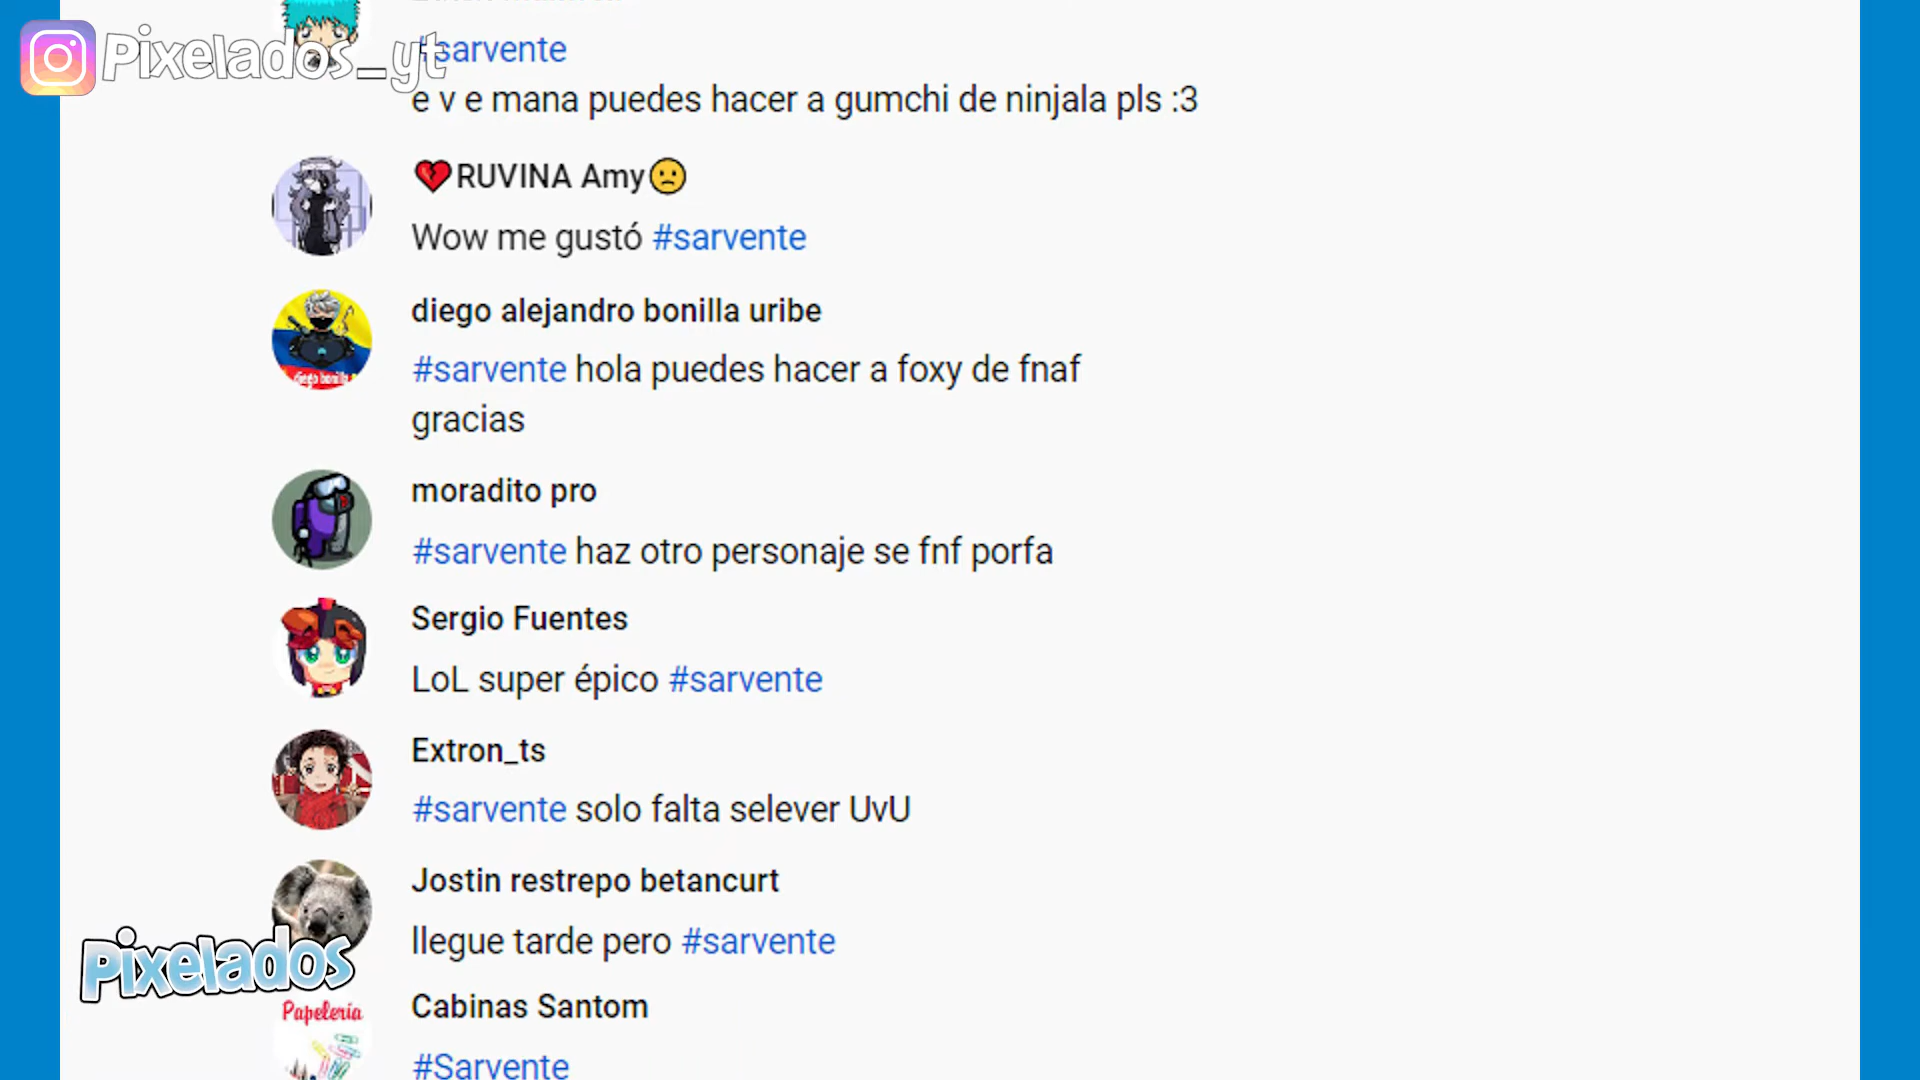 Pixelados_yt
#sarvente
e v e mana puedes hacer a gumchi de ninjala pls :3
💔RUVINA Amy🙁
Wow me gustó #sarvente
diego alejandro bonilla uribe
diego bonilla
#sarvente hola puedes hacer a foxy de fnaf
gracias
moradito pro
#sarvente haz otro personaje se fnf porfa
Sergio Fuentes
LoL super épico #sarvente
Extron_ts
#sarvente solo falta selever UvU
Jostin restrepo betancurt
llegue tarde pero #sarvente
Pixelados
Papelería
Cabinas Santom
#Sarvente